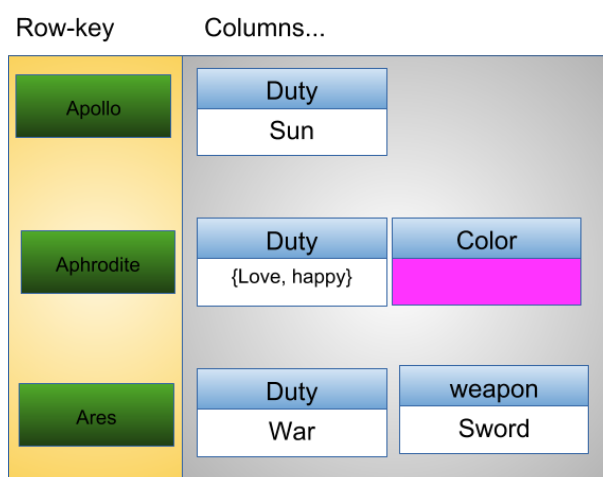 Row-key
Columns...
Apollo
Duty
Sun
Aphrodite
Duty
{Love, happy}
Color
Ares
Duty
War
weapon
Sword